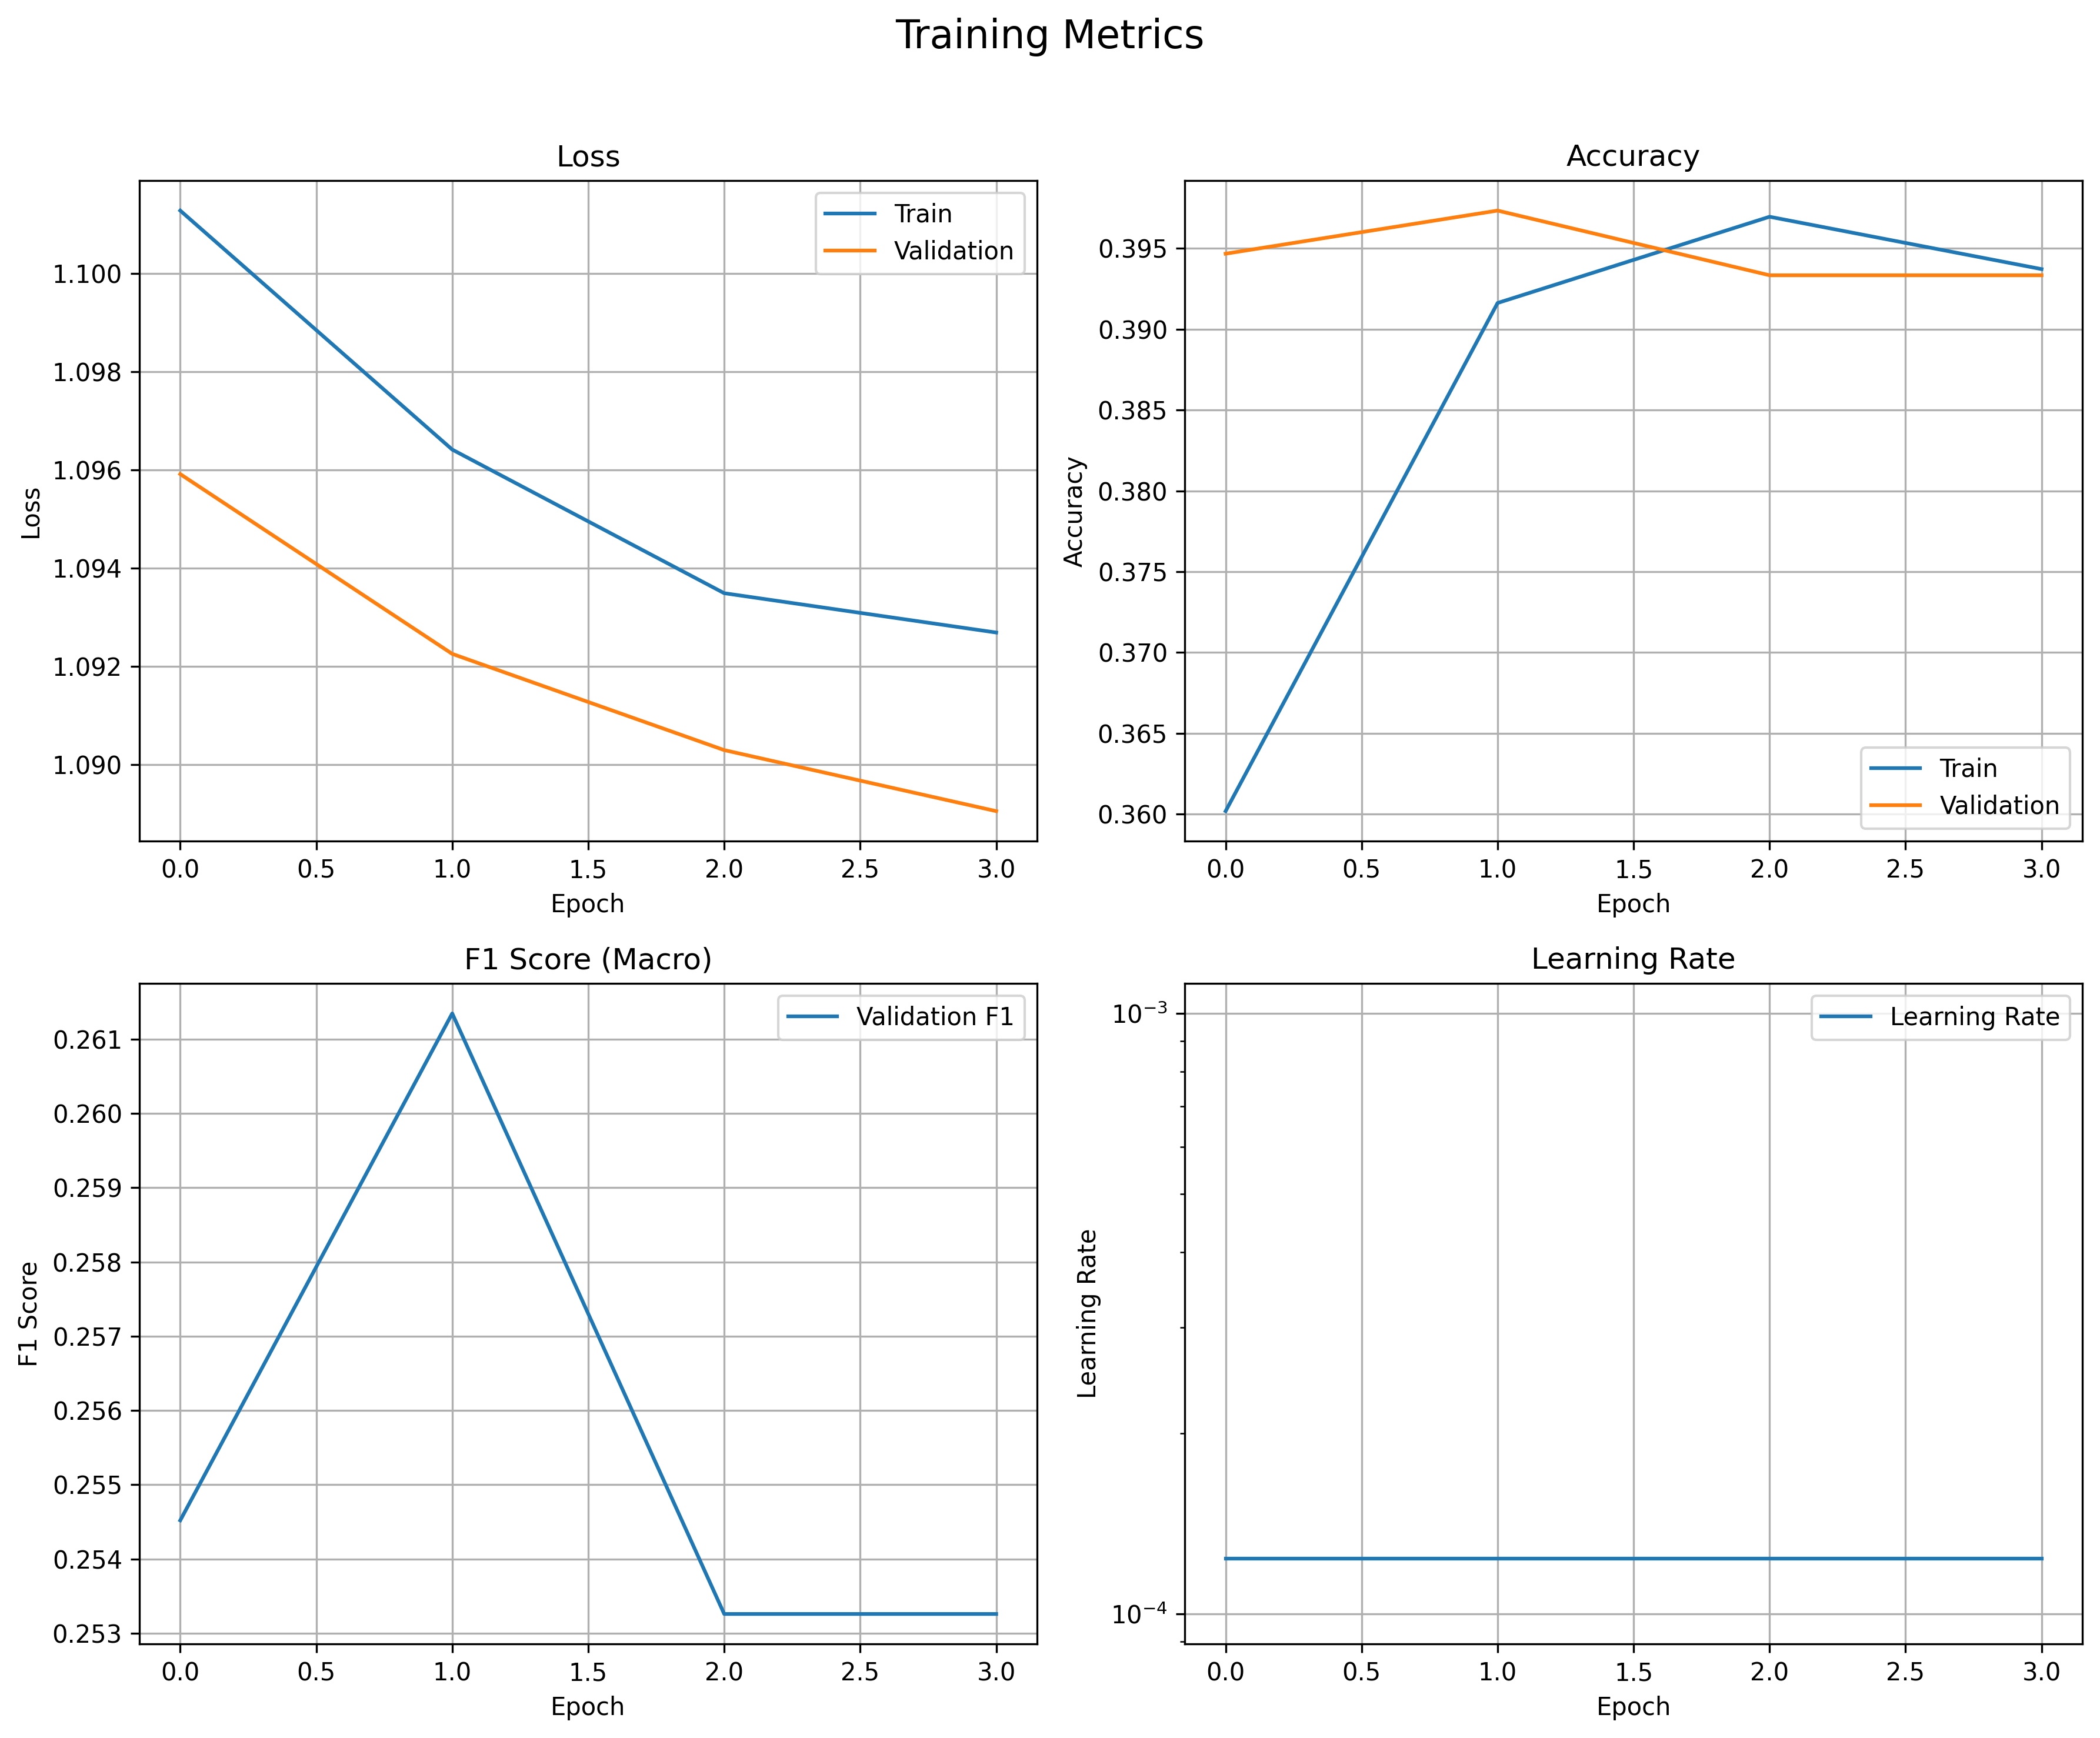 Training Metrics
Loss
Train
Validation
1.100
1.098
1.096
1.094
1.092
1.090
Loss
0.0 0.5 1.0 1.5 2.0 2.5 3.0
Epoch
Accuracy
0.395
0.390
0.385
0.380
0.375
0.370
0.365
0.360
Accuracy
Train
Validation
0.0 0.5 1.0 1.5 2.0 2.5 3.0
Epoch
F1 Score (Macro)
Validation F1
0.261
0.260
0.259
0.258
0.257
0.256
0.255
0.254
0.253
F1 Score
0.0 0.5 1.0 1.5 2.0 2.5 3.0
Epoch
Learning Rate
Learning Rate
10⁻³
10⁻⁴
Learning Rate
0.0 0.5 1.0 1.5 2.0 2.5 3.0
Epoch